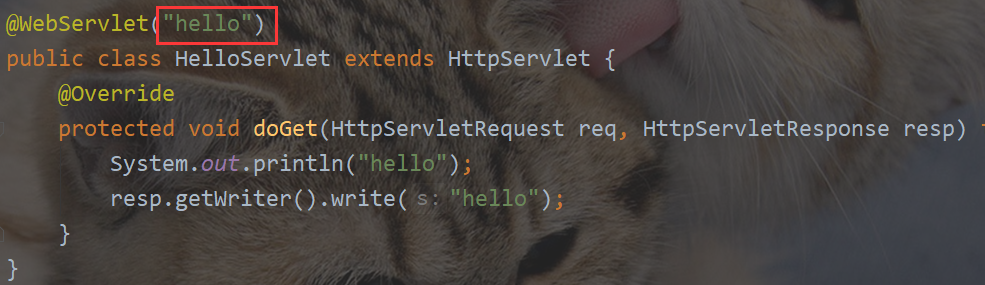 @WebServlet("hello")
public class HelloServlet extends HttpServlet {
@Override
protected void doGet(HttpServletRequest req, HttpServletResponse resp)
System.out.println("hello");
resp.getWriter().write( s: "hello");
}
}